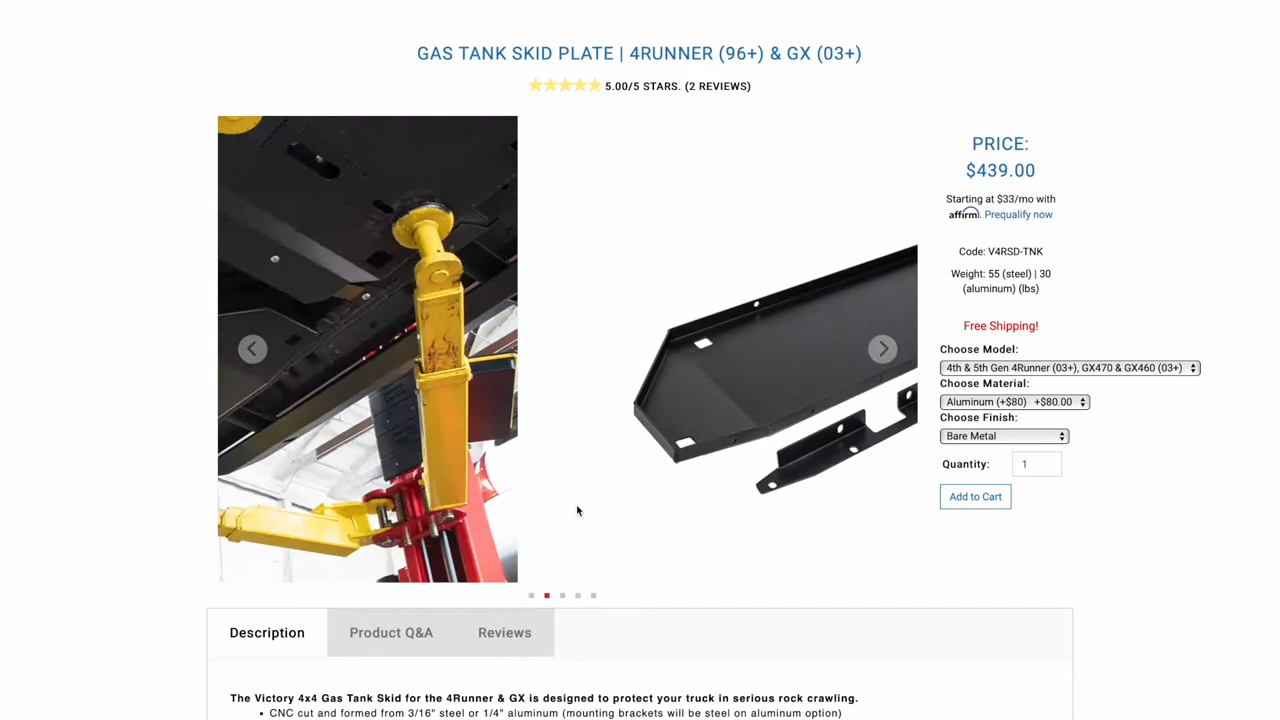 GAS TANK SKID PLATE | 4RUNNER (96+) & GX (03+)
5.00/5 STARS. (2 REVIEWS)
PRICE:
$439.00
Starting at $33/mo with
affirm. Prequalify now
Code: V4RSD-TNK
Weight: 55 (steel) | 30
(aluminum) (lbs)
Free Shipping!
Choose Model:
4th & 5th Gen 4Runner (03+), GX470 & GX460 (03+)
Choose Material:
Aluminum (+$80) +$80.00
Choose Finish:
Bare Metal
Quantity: 1
Add to Cart
Description Product Q&A Reviews
The Victory 4x4 Gas Tank Skid for the 4Runner & GX is designed to protect your truck in serious rock crawling.
• CNC cut and formed from 3/16" steel or 1/4" aluminum (mounting brackets will be steel on aluminum option)